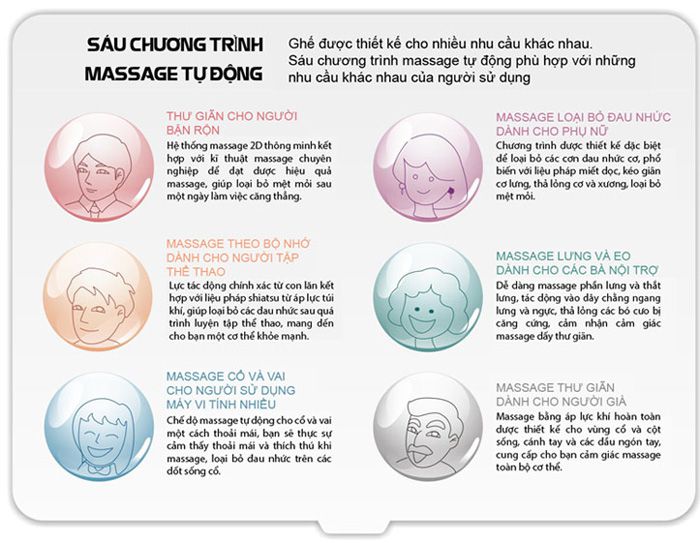 SÁU CHƯƠNG TRÌNH
MASSAGE TỰ ĐỘNG
Ghế được thiết kế cho nhiều nhu cầu khác nhau.
Sáu chương trình massage tự động phù hợp với những
nhu cầu khác nhau của người sử dụng
THƯ GIÃN CHO NGƯỜI
BẬN RỘN
Hệ thống massage 2D thông minh kết
hợp với kĩ thuật massage chuyên
nghiệp để đạt được hiệu quả
massage, giúp loại bỏ mệt mỏi sau
một ngày làm việc căng thẳng.
MASSAGE THEO BỘ NHỚ
DÀNH CHO NGƯỜI TẬP
THỂ THAO
Lực tác động chính xác từ con lăn kết
hợp với liệu pháp shiatsu từ áp lực túi
khí, giúp loại bỏ các đau nhức sau quá
trình luyện tập thể thao, mang đến
cho bạn một cơ thể khỏe mạnh.
MASSAGE CỔ VÀ VAI
CHO NGƯỜI SỬ DỤNG
MÁY VI TÍNH NHIỀU
Chế độ massage tự động cho cổ và vai
một cách thoải mái, bạn sẽ thực sự
cảm thấy thoải mái và thích thú khi
massage, loại bỏ đau nhức trên các
đốt sống cổ.
MASSAGE LOẠI BỎ ĐAU NHỨC
DÀNH CHO PHỤ NỮ
Chương trình được thiết kế đặc biệt
để loại bỏ các cơn đau nhức cơ, phổ
biến với liệu pháp miết dọc, kéo giãn
cơ lưng, thả lỏng cơ và xương, loại bỏ
mệt mỏi.
MASSAGE LƯNG VÀ EO
DÀNH CHO CÁC BÀ NỘI TRỢ
Dễ dàng massage phần lưng và thắt
lưng, tác động vào dây chằng ngang
lưng và ngực, thả lỏng các bó cưo bị
căng cứng, cảm nhận cảm giác
massage đầy thư giãn.
MASSAGE THƯ GIÃN
DÀNH CHO NGƯỜI GIÀ
Massage bằng áp lực khí hoàn toàn
được thiết kế cho vùng cổ và cột
sống, cánh tay và các đầu ngón tay,
cung cấp cho bạn cảm giác massage
toàn bộ cơ thể.